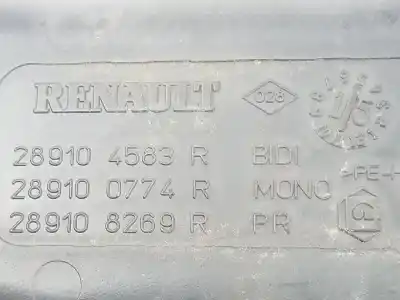 RENAULT 028
28910 4583 R BIDI
28910 0774 R MONO
28910 8269 R PR